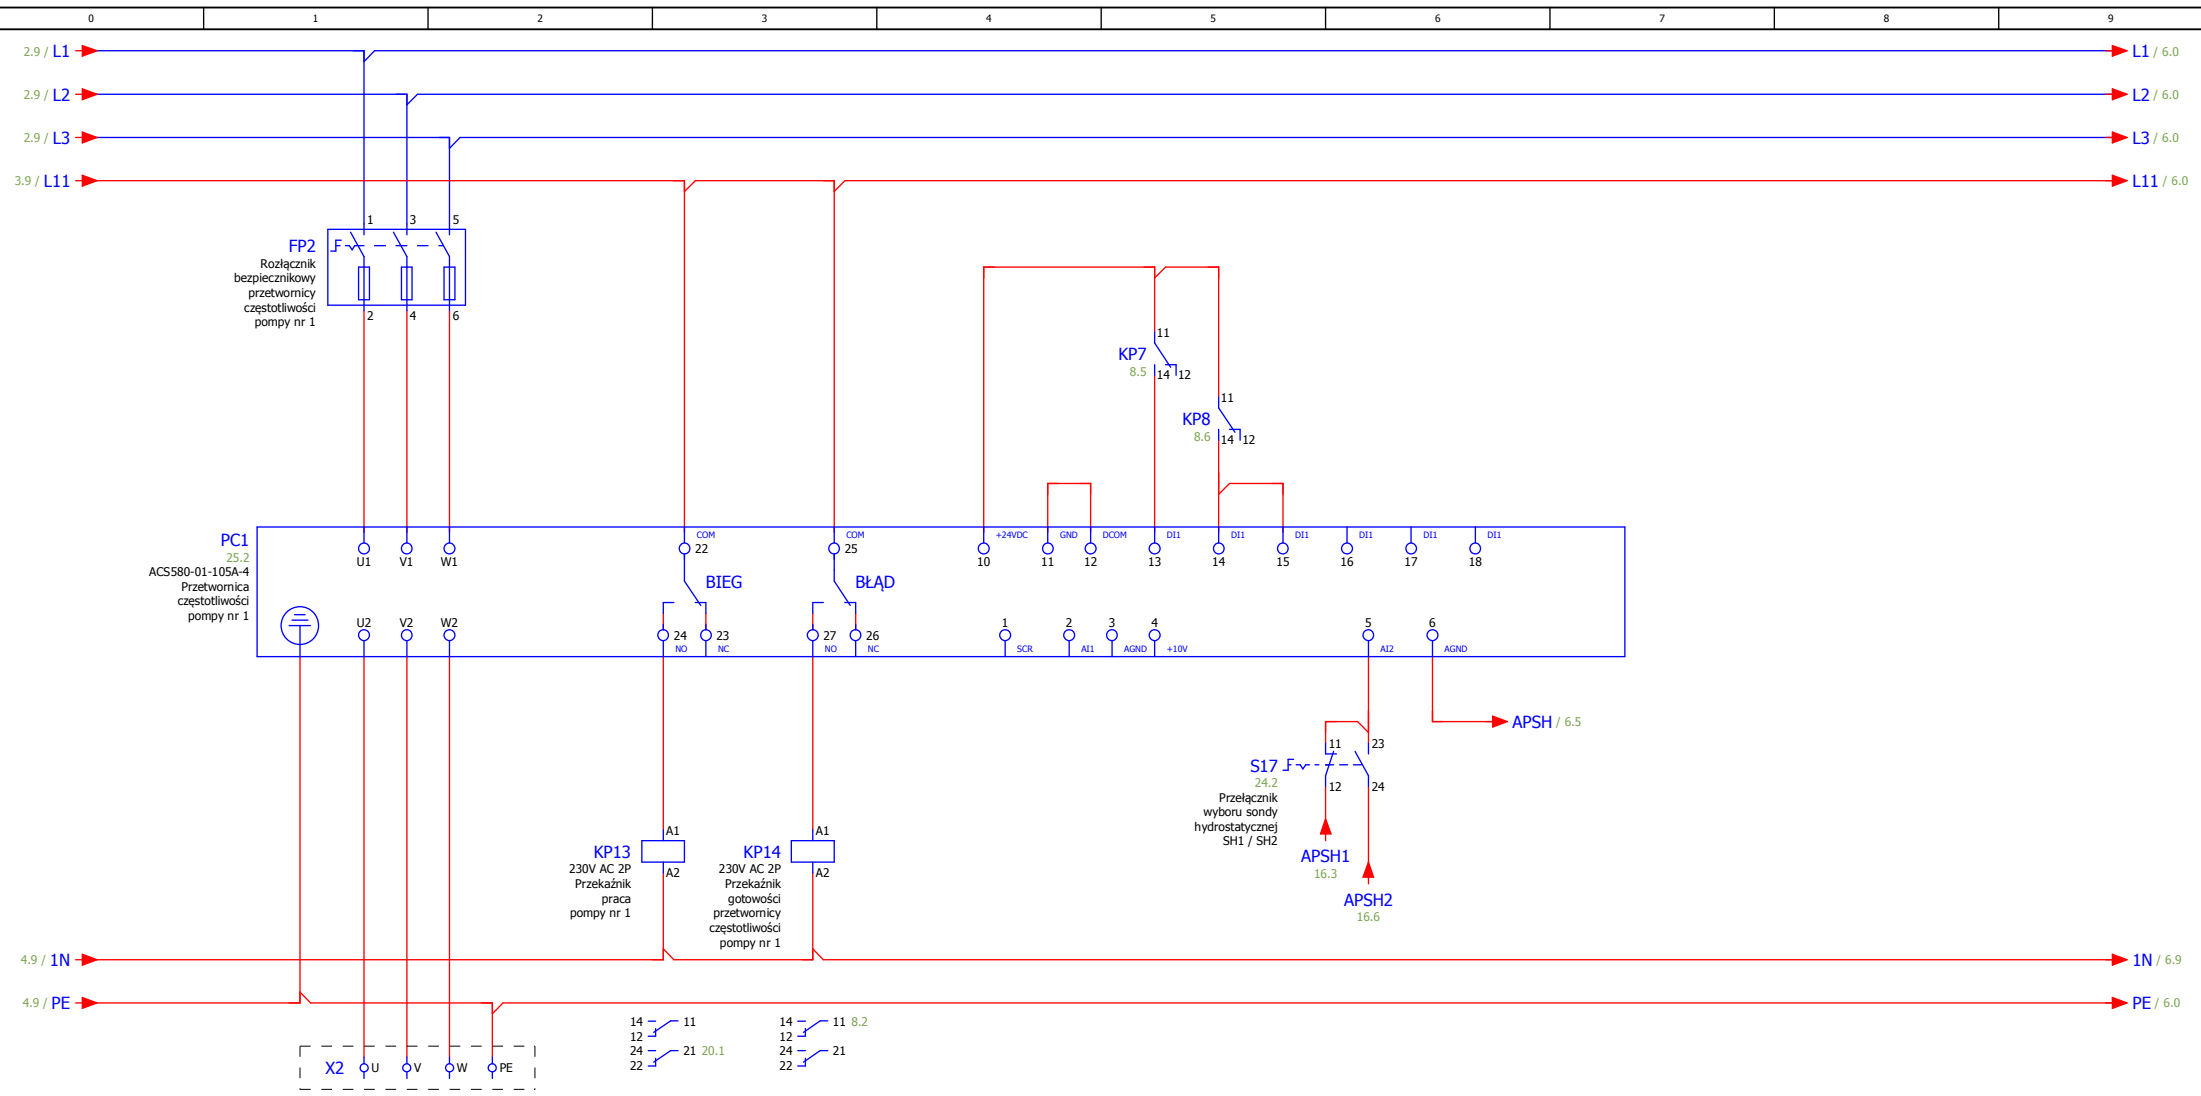 0 1 2 3 4 5 6 7 8 9
2.9 / L1
L1 / 6.0
2.9 / L2
L2 / 6.0
2.9 / L3
L3 / 6.0
3.9 / L11
L11 / 6.0
1 3 5
FP2
Rozłącznik
bezpiecznikowy
przetwornicy
częstotliwości
pompy nr 1
2 4 6
11
KP7
8.5
14 12
11
KP8
8.6
14 12
PC1
25.2
ACS580-01-105A-4
Przetwornica
częstotliwości
pompy nr 1
U1 V1 W1
COM
22
BIEG
COM
25
BŁĄD
+24VDC GND DCOM DI1 DI1 DI1 DI1 DI1 DI1
10 11 12 13 14 15 16 17 18
U2 V2 W2
24 23
NO NC
27 26
NO NC
1 2 3 4 5 6
SCR AI1 AGND +10V AI2 AGND
APSH / 6.5
11 23
S17
24.2
12 24
Przełącznik
wyboru sondy
hydrostatycznej
SH1 / SH2
APSH1
16.3
APSH2
16.6
A1
KP13
A2
230V AC 2P
Przekaźnik
praca
pompy nr 1
A1
KP14
A2
230V AC 2P
Przekaźnik
gotowości
przetwornicy
częstotliwości
pompy nr 1
4.9 / 1N
1N / 6.9
4.9 / PE
PE / 6.0
14 11
12
24 21 20.1
22
14 11 8.2
12
24 21
22
X2 U V W PE